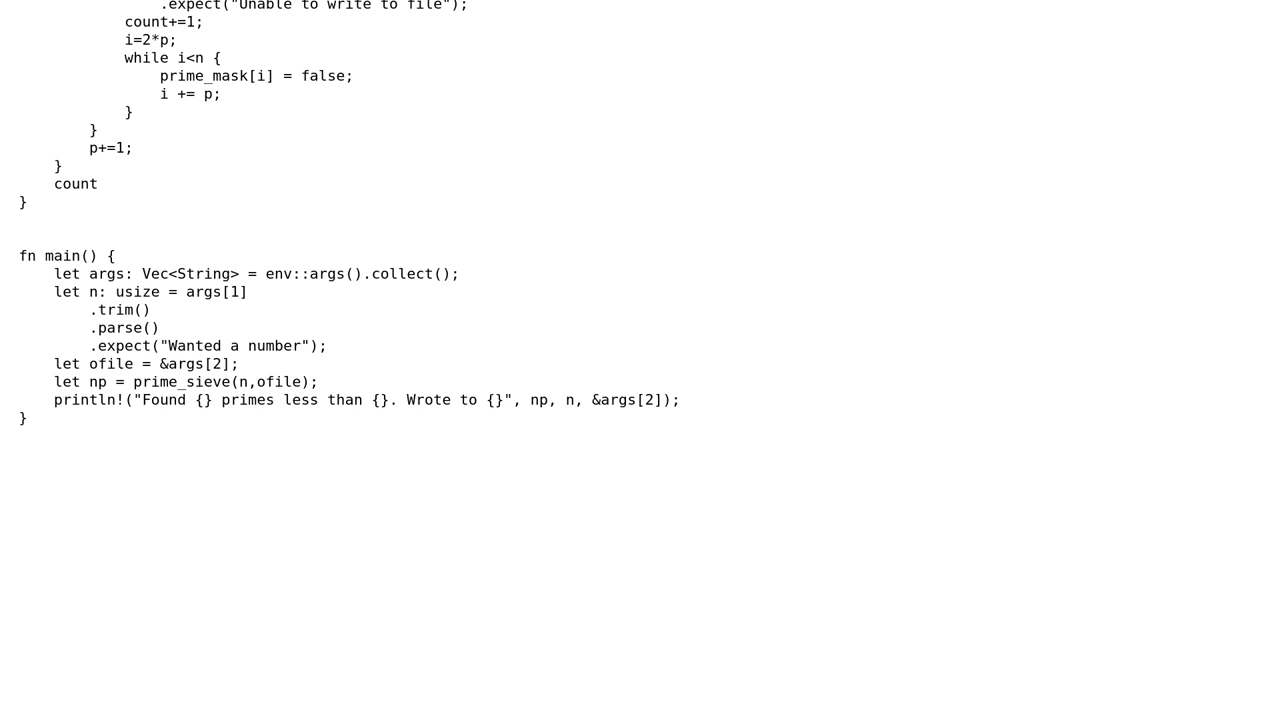 .expect("Unable to write to file");
            count+=1;
            i=2*p;
            while i<n {
                prime_mask[i] = false;
                i += p;
            }
        }
        p+=1;
    }
    count
}
fn main() {
    let args: Vec<String> = env::args().collect();
    let n: usize = args[1]
        .trim()
        .parse()
        .expect("Wanted a number");
    let ofile = &args[2];
    let np = prime_sieve(n,ofile);
    println!("Found {} primes less than {}. Wrote to {}", np, n, &args[2]);
}